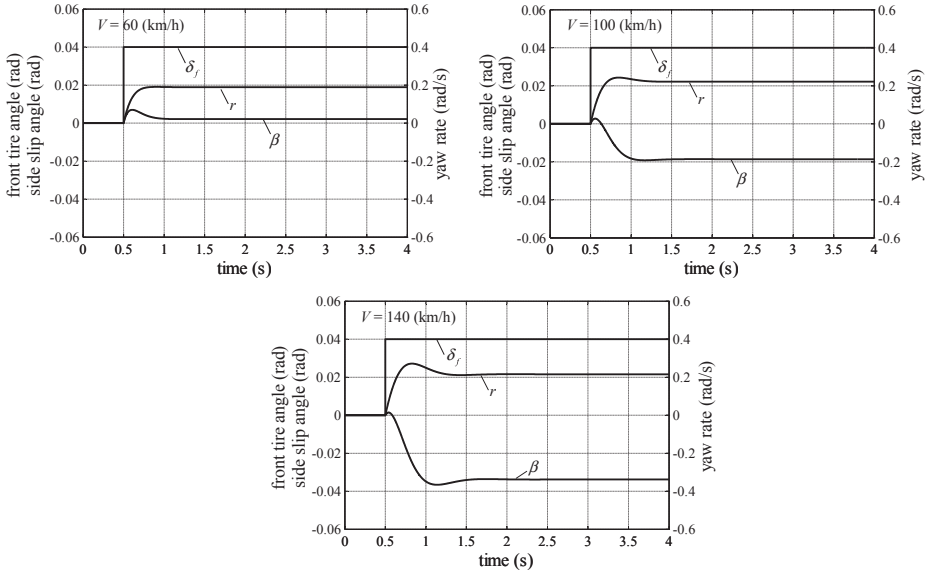 V = 60 (km/h)
front tire angle (rad)
side slip angle (rad)
0.06
0.04
0.02
0
-0.02
-0.04
-0.06
0.6
0.4
0.2
0
-0.2
-0.4
-0.6
yaw rate (rad/s)
δf
r
β
0 0.5 1 1.5 2 2.5 3 3.5 4
time (s)
V = 100 (km/h)
front tire angle (rad)
side slip angle (rad)
0.06
0.04
0.02
0
-0.02
-0.04
-0.06
0.6
0.4
0.2
0
-0.2
-0.4
-0.6
yaw rate (rad/s)
δf
r
β
0 0.5 1 1.5 2 2.5 3 3.5 4
time (s)
V = 140 (km/h)
front tire angle (rad)
side slip angle (rad)
0.06
0.04
0.02
0
-0.02
-0.04
-0.06
0.6
0.4
0.2
0
-0.2
-0.4
-0.6
yaw rate (rad/s)
δf
r
β
0 0.5 1 1.5 2 2.5 3 3.5 4
time (s)